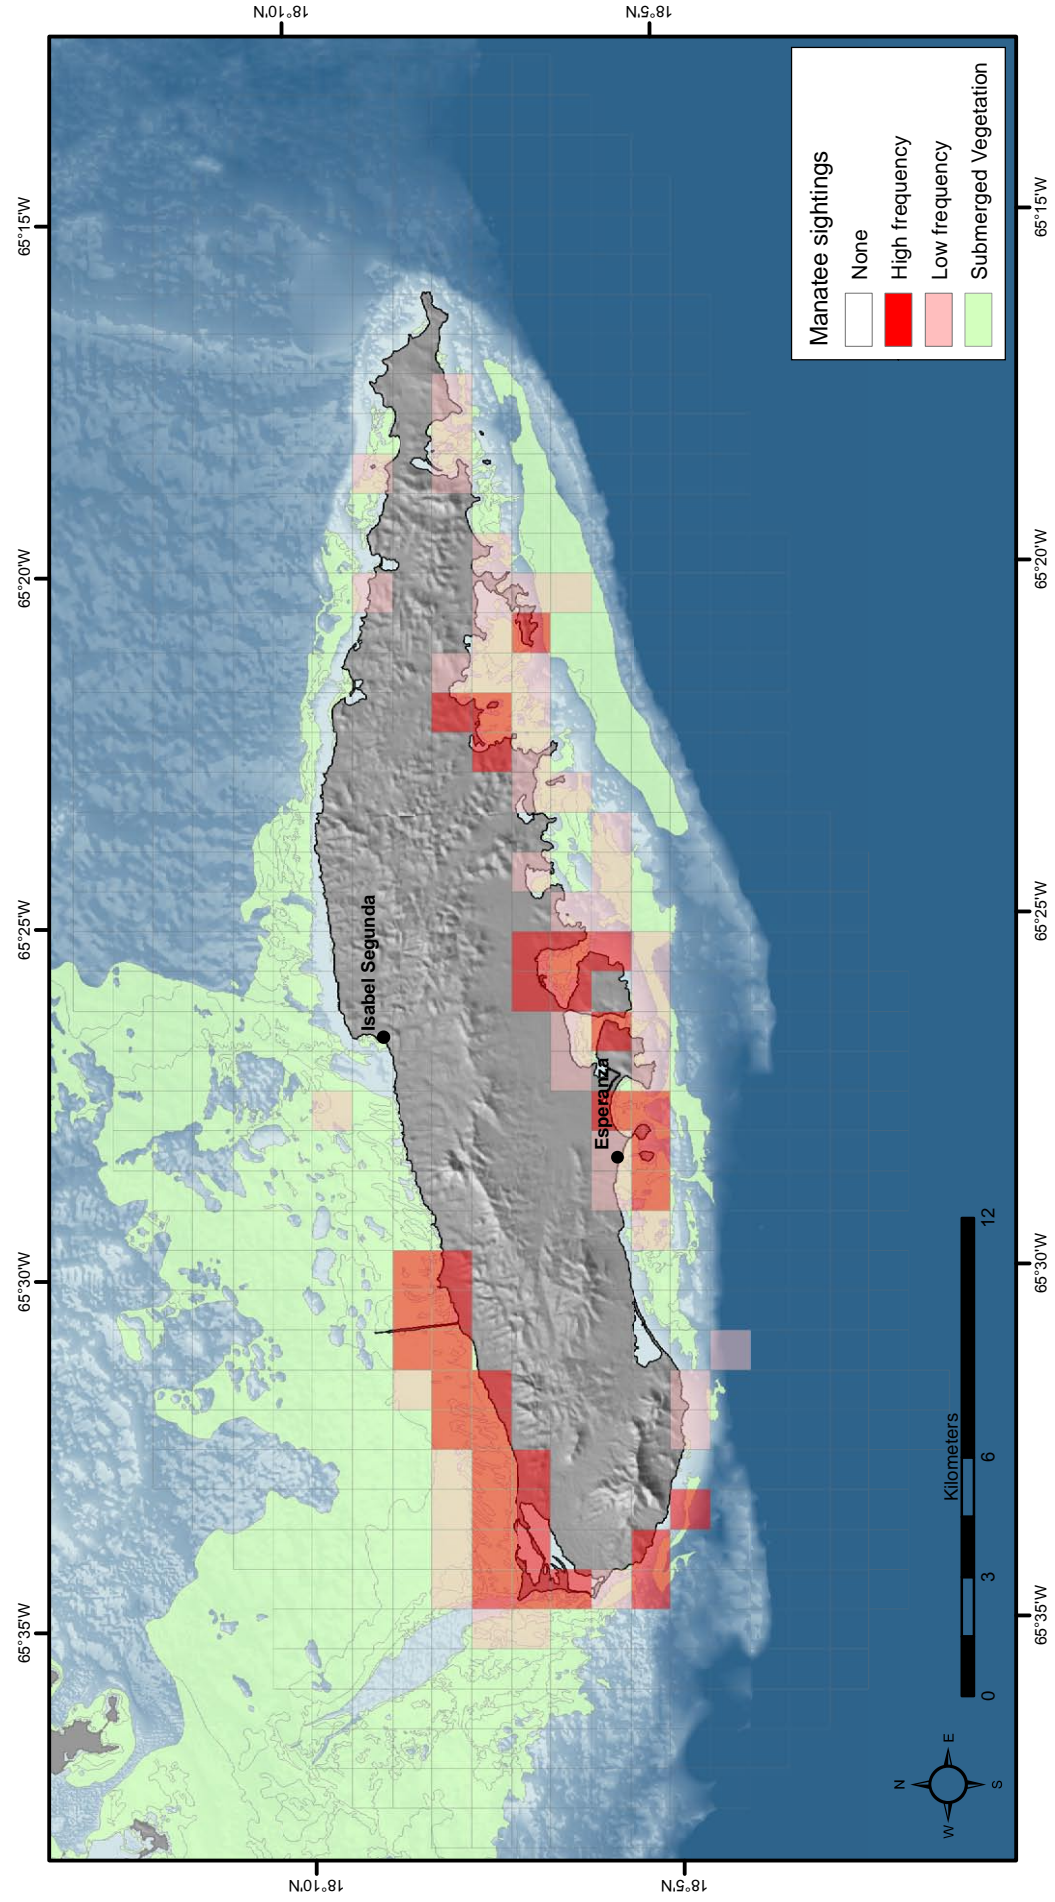 65°35'W
65°30'W
65°25'W
65°20'W
65°15'W
18°10'N
18°10'N
Isabel Segunda
Esperanza
18°5'N
18°5'N
Manatee sightings
None
High frequency
Low frequency
Submerged Vegetation
N
W
E
S
Kilometers
0
3
6
12
65°35'W
65°30'W
65°25'W
65°20'W
65°15'W